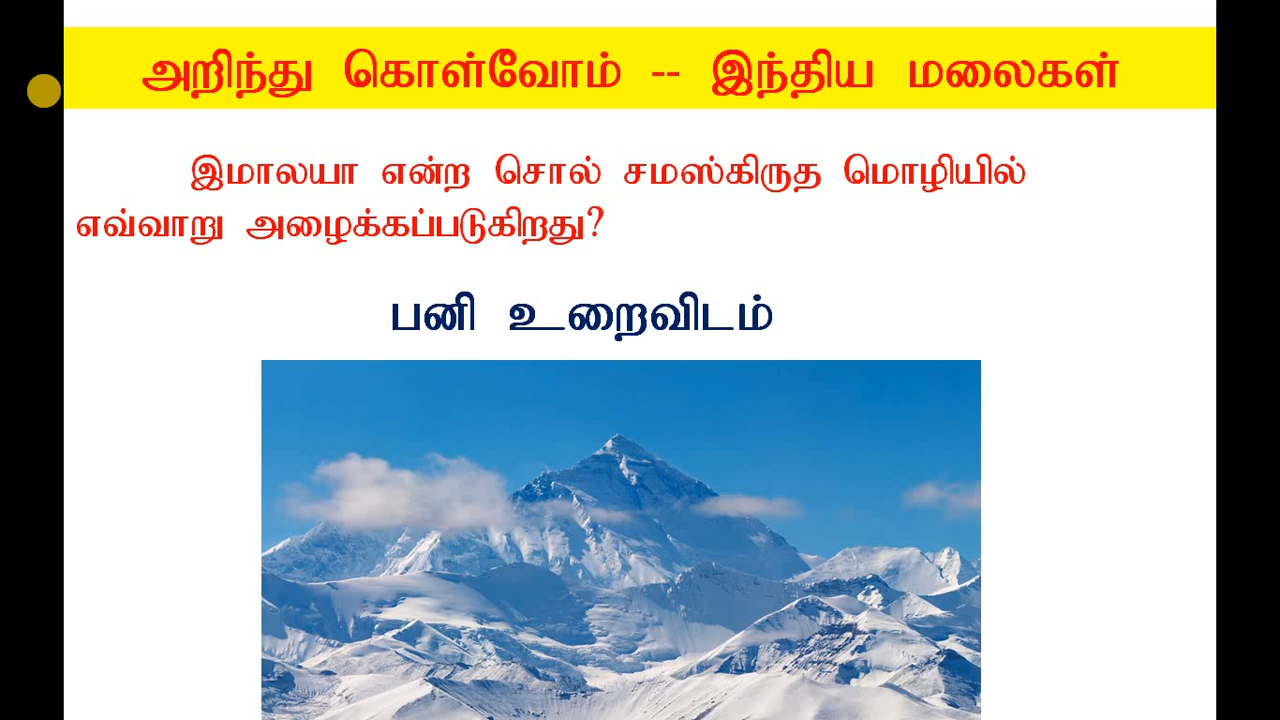 அறிந்து கொள்வோம் -- இந்திய மலைகள்
இமாலயா என்ற சொல் சமஸ்கிருத மொழியில்
எவ்வாறு அழைக்கப்படுகிறது?
பனி உறைவிடம்